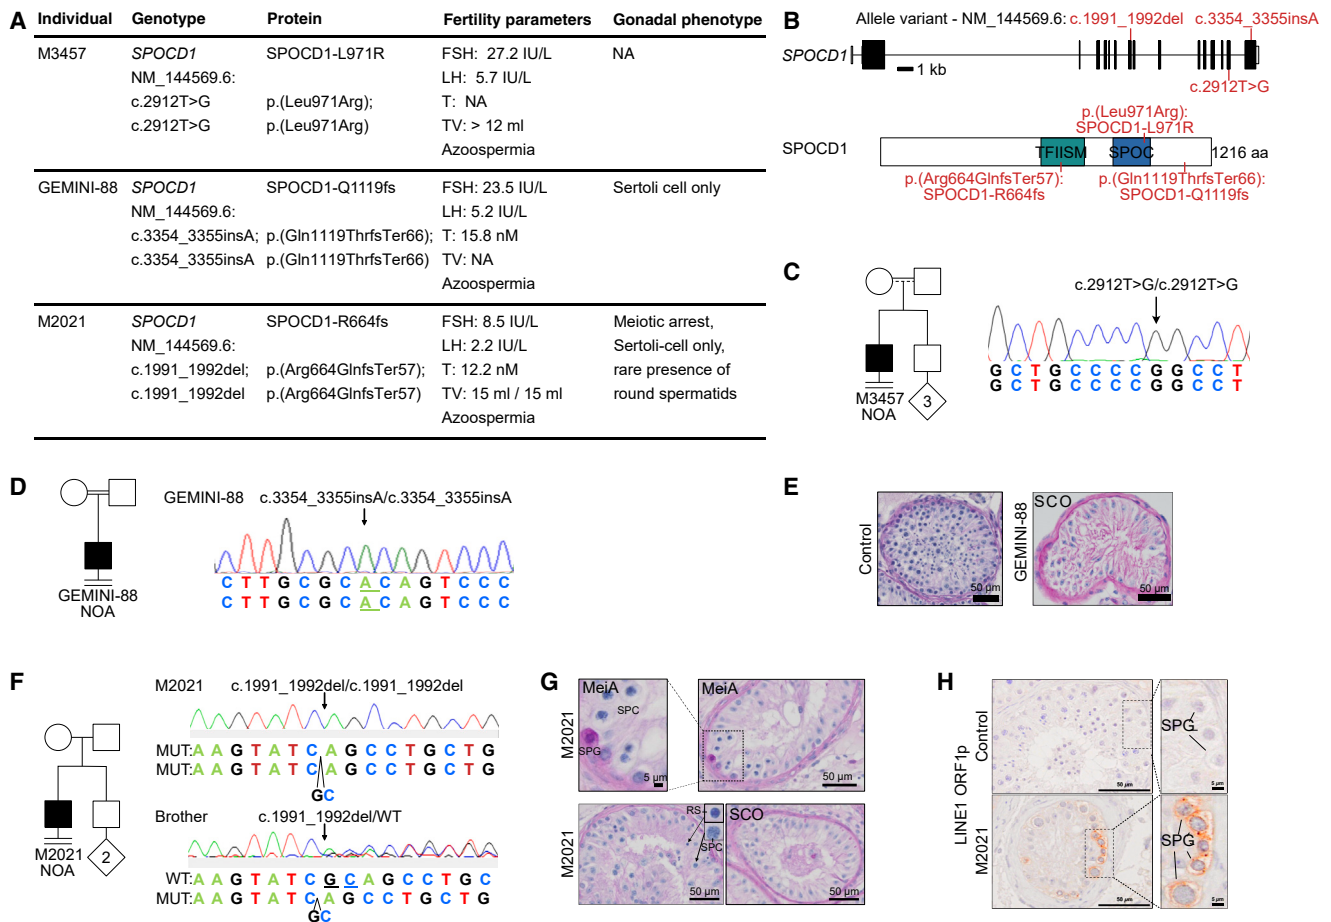 A
Individual Genotype Protein Fertility parameters Gonadal phenotype
M3457 SPOCD1 SPOCD1-L971R FSH: 27.2 IU/L NA
NM_144569.6: LH: 5.7 IU/L
c.2912T>G p.(Leu971Arg); T: NA
c.2912T>G p.(Leu971Arg) TV: > 12 ml
Azoospermia
GEMINI-88 SPOCD1 SPOCD1-Q1119fs FSH: 23.5 IU/L Sertoli cell only
NM_144569.6: LH: 5.2 IU/L
c.3354_3355insA; p.(Gln1119ThrfsTer66); T: 15.8 nM
c.3354_3355insA p.(Gln1119ThrfsTer66) TV: NA
Azoospermia
M2021 SPOCD1 SPOCD1-R664fs FSH: 8.5 IU/L Meiotic arrest,
NM_144569.6: LH: 2.2 IU/L Sertoli-cell only,
c.1991_1992del; p.(Arg664GlnfsTer57); T: 12.2 nM rare presence of
c.1991_1992del p.(Arg664GlnfsTer57) TV: 15 ml / 15 ml round spermatids
Azoospermia
B
Allele variant - NM_144569.6: c.1991_1992del c.3354_3355insA
SPOCD1
1 kb
c.2912T>G
p.(Leu971Arg):
SPOCD1-L971R
SPOCD1 TFIISM SPOC 1216 aa
p.(Arg664GlnfsTer57): p.(Gln1119ThrfsTer66):
SPOCD1-R664fs SPOCD1-Q1119fs
C
c.2912T>G/c.2912T>G
G C T G C C C C G G C C T
G C T G C C C C G G C C T
M3457
NOA
3
D
GEMINI-88 c.3354_3355insA/c.3354_3355insA
C T T G C G C A C A G T C C C
C T T G C G C A C A G T C C C
GEMINI-88
NOA
E
Control
50 µm
GEMINI-88
SCO
50 µm
F
M2021 c.1991_1992del/c.1991_1992del
MUT: A A G T A T C A G C C T G C T G
MUT: A A G T A T C A G C C T G C T G
GC
Brother c.1991_1992del/WT
WT: A A G T A T C G C A G C C T G C
MUT: A A G T A T C A G C C T G C T G
GC
M2021
NOA
2
G
M2021
MeiA
SPC
SPG
5 µm
MeiA
50 µm
M2021
RS
SPC
50 µm
SCO
50 µm
H
LINE1 ORF1p
Control
50 µm
SPG
5 µm
M2021
50 µm
SPG
SPG
5 µm